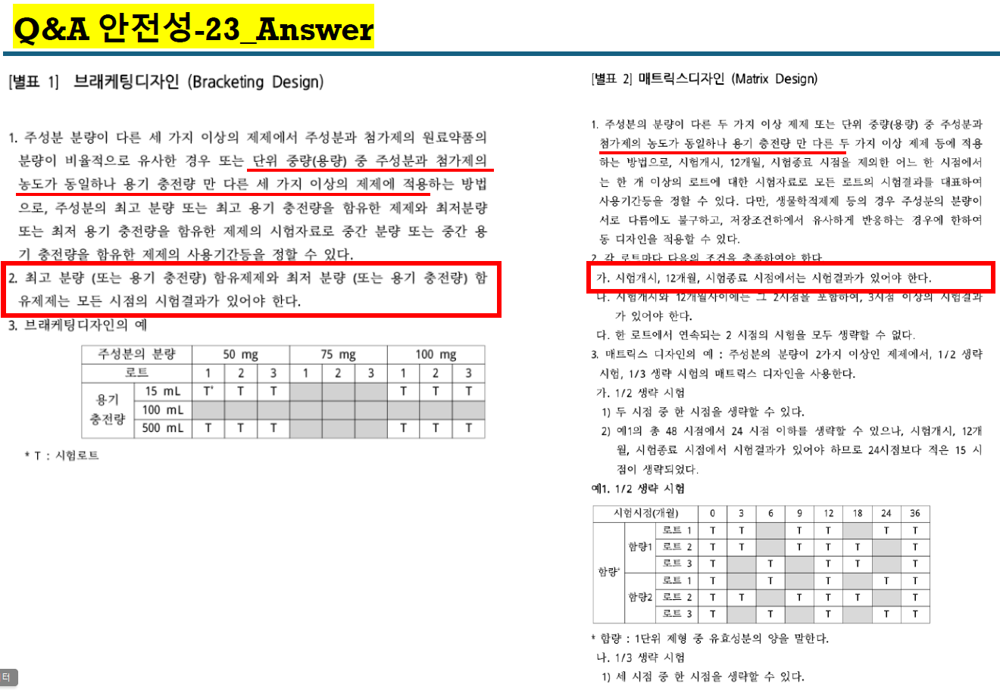 Q&A 안전성-23_Answer
[별표 1] 브래케팅디자인 (Bracketing Design)
1. 주성분 분량이 다른 세 가지 이상의 제제에서 주성분과 첨가제의 원료약품의
분량이 비율적으로 유사한 경우 또는 단위 중량(용량) 중 주성분과 첨가제의
농도가 동일하나 용기 충전량 만 다른 세 가지 이상의 제제에 적용하는 방법
으로, 주성분의 최고 분량 또는 최고 용기 충전량을 함유한 제제와 최저분량
또는 최저 용기 충전량을 함유한 제제의 시험자료로 중간 분량 또는 중간 용
기 충전량을 함유한 제제의 사용기간등을 정할 수 있다.
2. 최고 분량 (또는 용기 충전량) 함유제제와 최저 분량 (또는 용기 충전량) 함
유제제는 모든 시점의 시험결과가 있어야 한다.
3. 브래케팅디자인의 예
주성분의 분량 50 mg 75 mg 100 mg
로트 1 2 3 1 2 3 1 2 3
용기 충전량
15 mL T* T T T T T
100 mL
500 mL T T T T T T
* T : 시험로트
[별표 2] 매트릭스디자인 (Matrix Design)
1. 주성분의 분량이 다른 두 가지 이상 제제 또는 단위 중량(용량) 중 주성분과
첨가제의 농도가 동일하나 용기 충전량 만 다른 두 가지 이상 제제 등에 적용
하는 방법으로, 시험개시, 12개월, 시험종료 시점을 제외한 어느 한 시점에서
는 한 개 이상의 로트에 대한 시험자료로 모든 로트의 시험결과를 대표하여
사용기간등을 정할 수 있다. 다만, 생물학적제제 등의 경우 주성분의 분량이
서로 다름에도 불구하고, 저장조건하에서 유사하게 반응하는 경우에 한하여
동 디자인을 적용할 수 있다.
2. 각 로트마다 다음의 조건을 충족하여야 한다.
가. 시험개시, 12개월, 시험종료 시점에서는 시험결과가 있어야 한다.
나. 시험개시와 12개월사이에는 그 2시점을 포함하여, 3시점 이상의 시험결과
가 있어야 한다.
다. 한 로트에서 연속되는 2 시점의 시험을 모두 생략할 수 없다.
3. 매트릭스 디자인의 예 : 주성분의 분량이 2가지 이상인 제제에서, 1/2 생략
시험, 1/3 생략 시험의 매트릭스 디자인을 사용한다.
가. 1/2 생략 시험
1) 두 시점 중 한 시점을 생략할 수 있다.
2) 예1의 총 48 시점에서 24 시점 이하를 생략할 수 있으나, 시험개시, 12개
월, 시험종료 시점에서 시험결과가 있어야 하므로 24시점보다 적은 15 시
점이 생략되었다.
예1. 1/2 생략 시험
시험시점(개월) 0 3 6 9 12 18 24 36
함량*
함량1
로트 1 T T T T T T
로트 2 T T T T T T
로트 3 T T T T T
함량2
로트 1 T T T T T
로트 2 T T T T T T
로트 3 T T T T T
* 함량 : 1단위 제형 중 유효성분의 양을 말한다.
나. 1/3 생략 시험
1) 세 시점 중 한 시점을 생략할 수 있다.
터